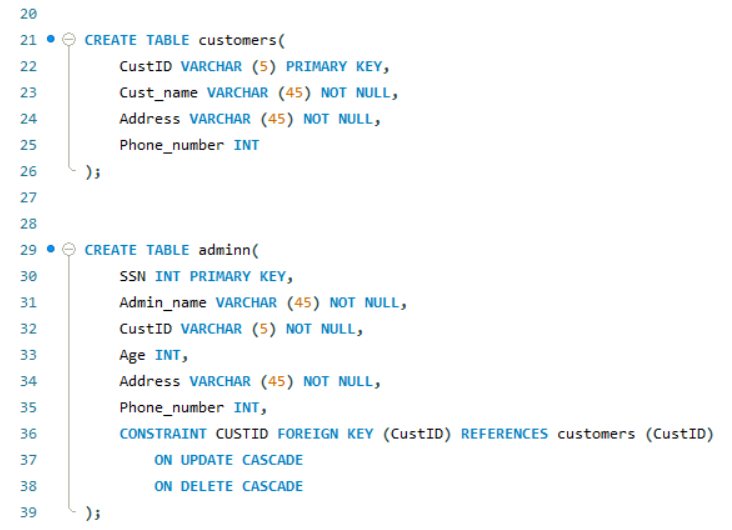 20
21 CREATE TABLE customers(
22 CustID VARCHAR (5) PRIMARY KEY,
23 Cust_name VARCHAR (45) NOT NULL,
24 Address VARCHAR (45) NOT NULL,
25 Phone_number INT
26 );
27
28
29 CREATE TABLE adminn(
30 SSN INT PRIMARY KEY,
31 Admin_name VARCHAR (45) NOT NULL,
32 CustID VARCHAR (5) NOT NULL,
33 Age INT,
34 Address VARCHAR (45) NOT NULL,
35 Phone_number INT,
36 CONSTRAINT CUSTID FOREIGN KEY (CustID) REFERENCES customers (CustID)
37 ON UPDATE CASCADE
38 ON DELETE CASCADE
39 );